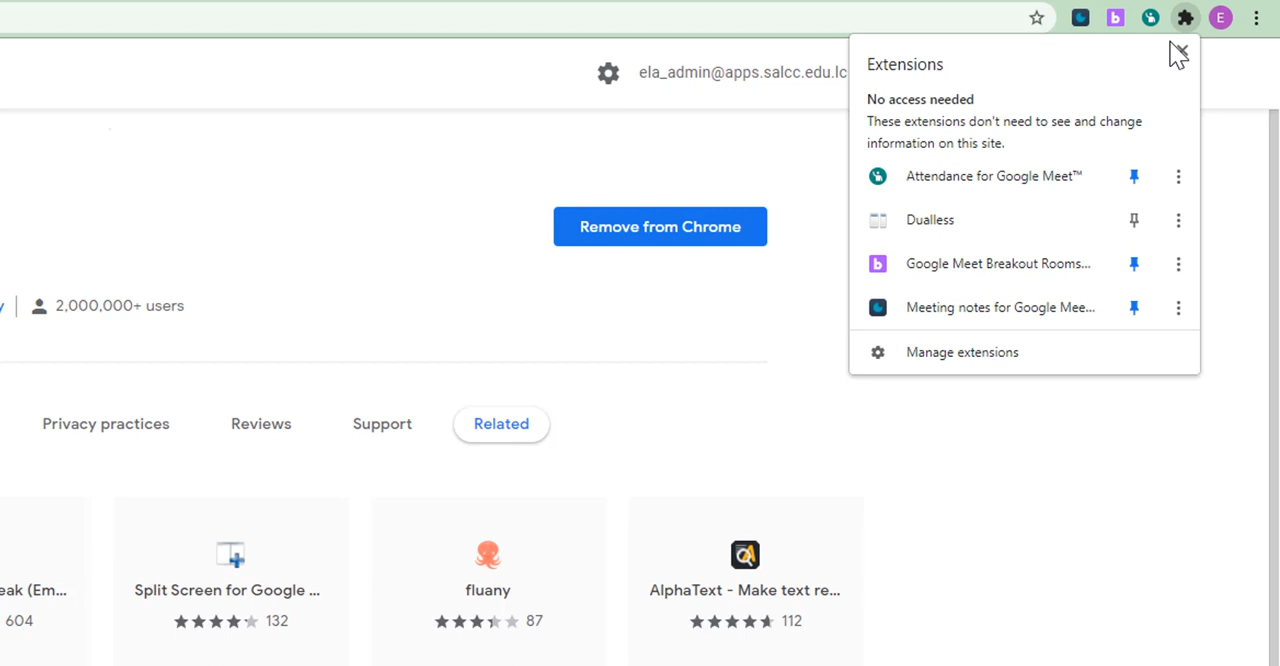 E
ela_admin@apps.salcc.edu.lc
Extensions
No access needed
These extensions don't need to see and change
information on this site.
Attendance for Google Meet™
Dualless
b Google Meet Breakout Rooms...
Meeting notes for Google Mee...
Manage extensions
Remove from Chrome
y | 2,000,000+ users
Privacy practices Reviews Support Related
eak (Em... Split Screen for Google ... fluany AlphaText - Make text re...
604 132 87 112